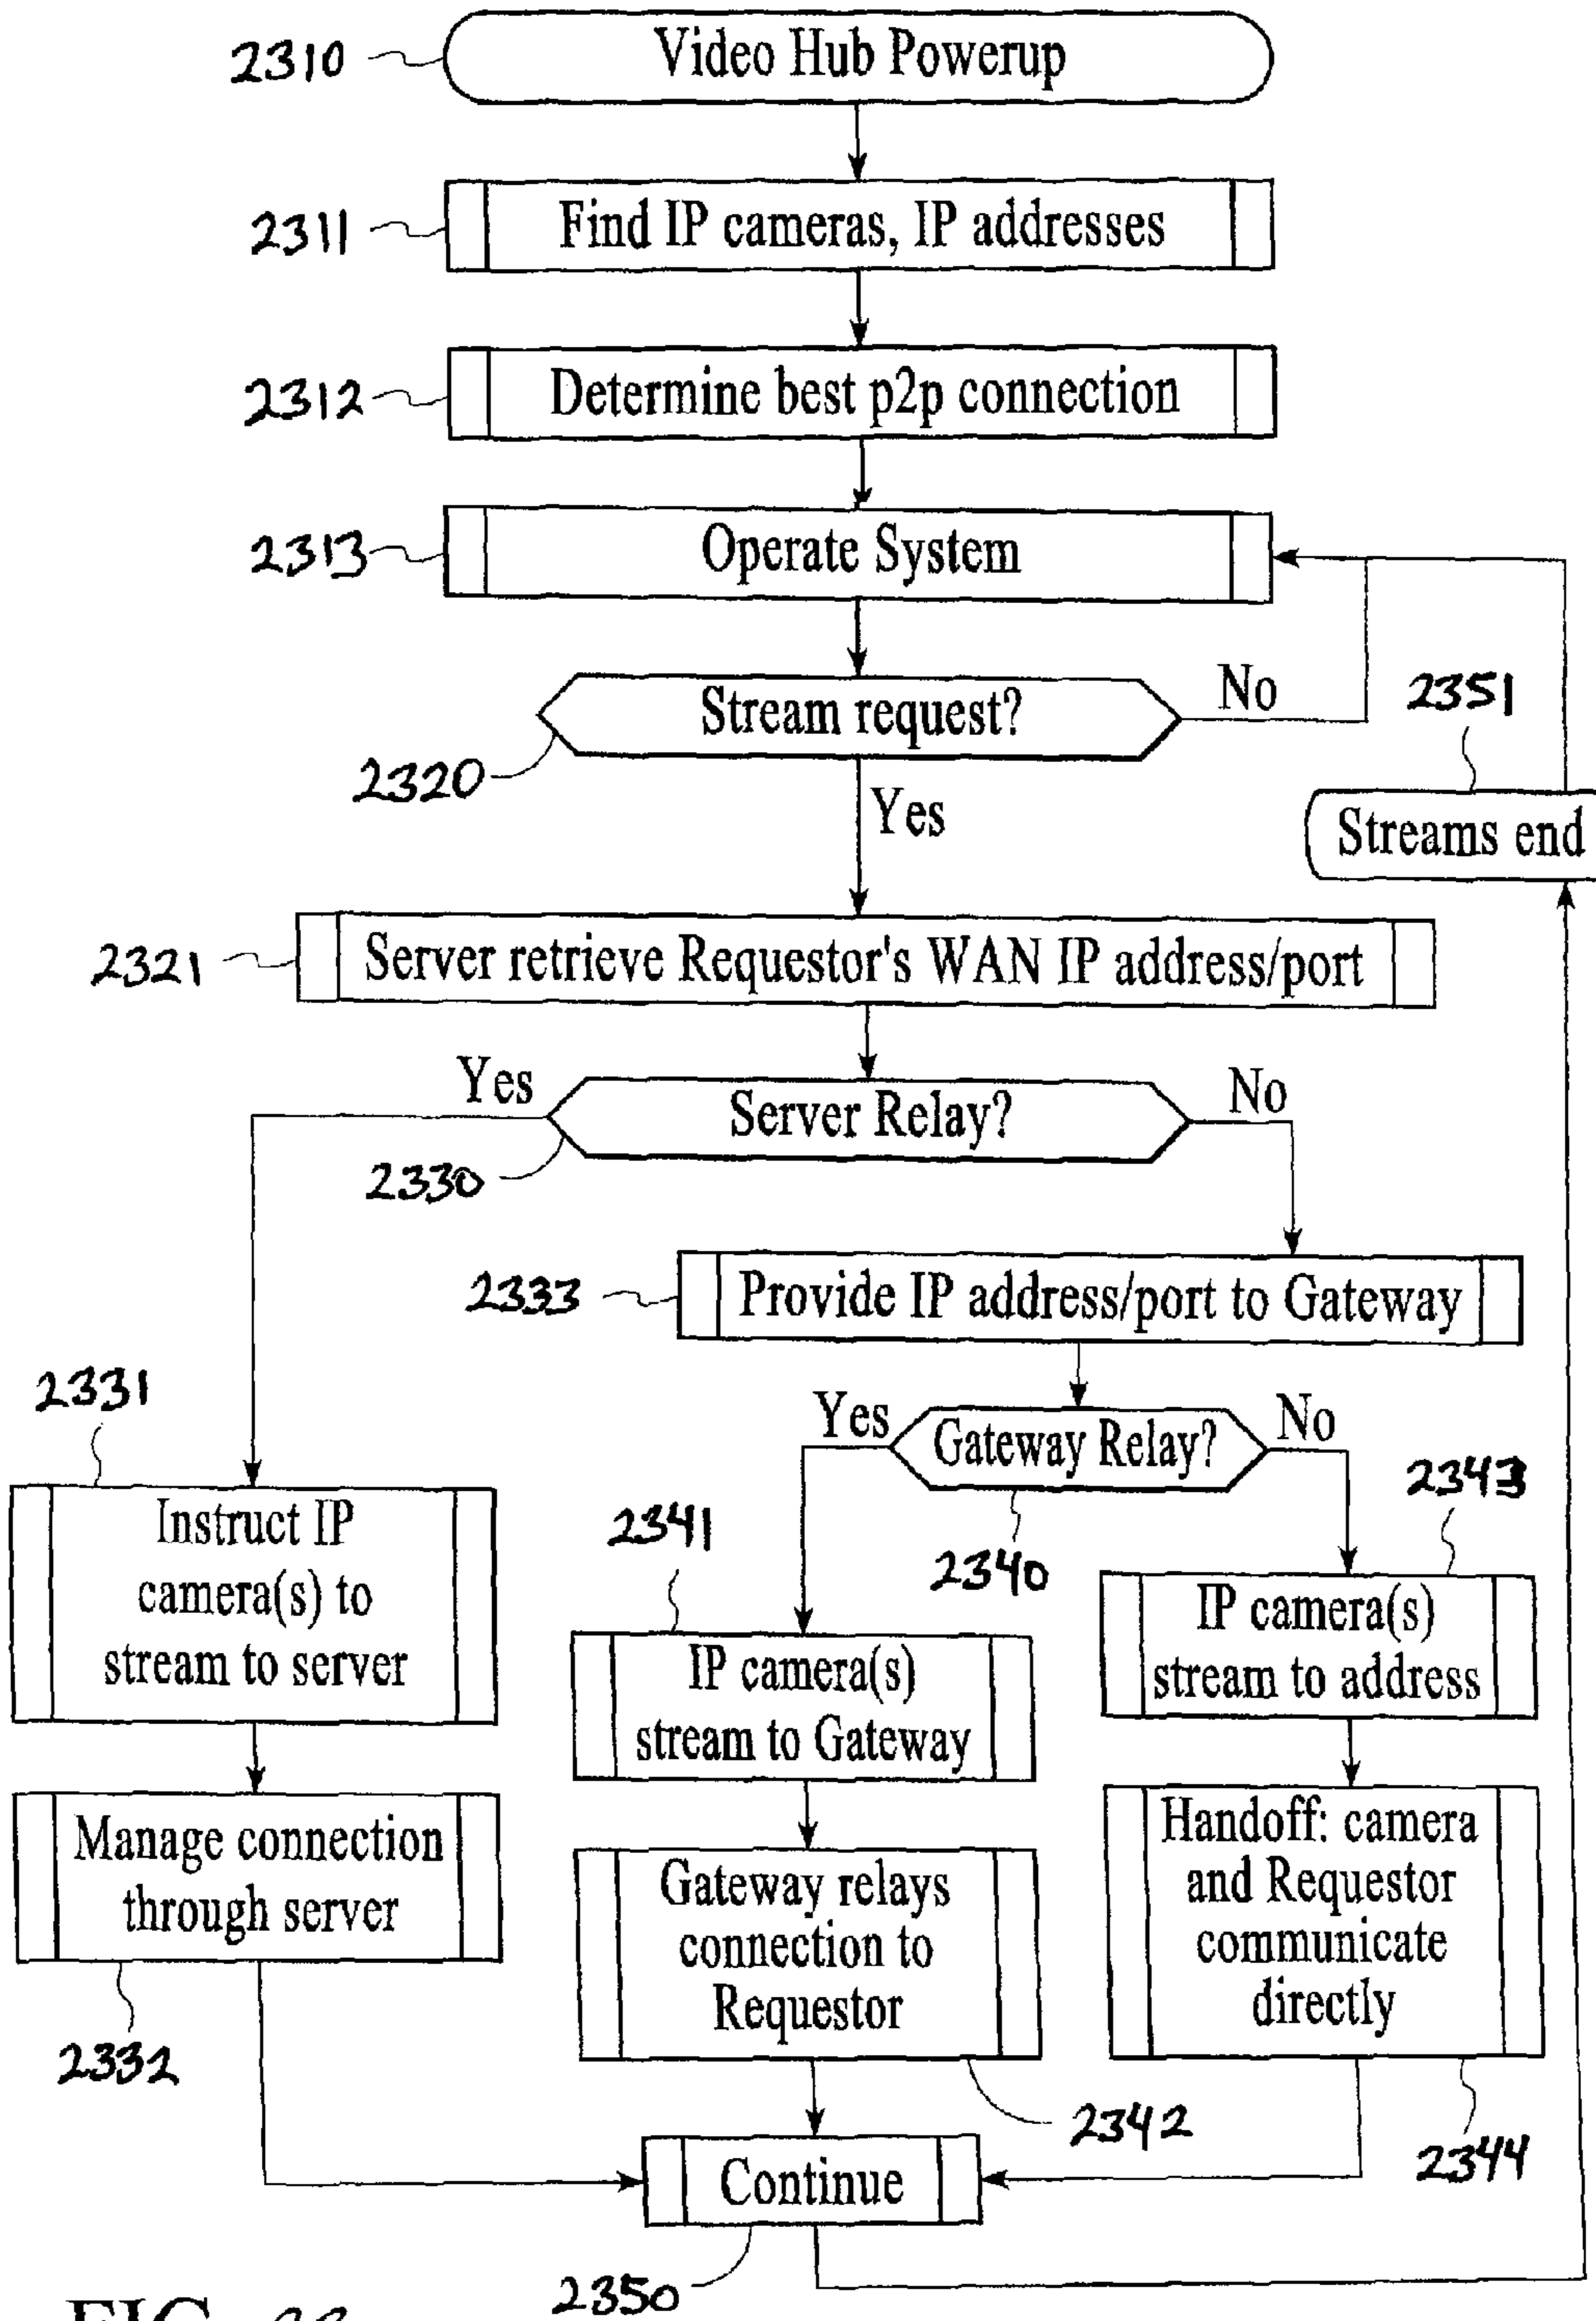 2310
Video Hub Powerup
2311
Find IP cameras, IP addresses
2312
Determine best p2p connection
2313
Operate System
Stream request?
No
2320
Yes
2351
Streams end
2321
Server retrieve Requestor's WAN IP address/port
Yes
Server Relay?
No
2330
2333
Provide IP address/port to Gateway
2331
Yes
Gateway Relay?
No
2340
2343
Instruct IP
camera(s) to
stream to server
2341
IP camera(s)
stream to Gateway
IP camera(s)
stream to address
Manage connection
through server
2332
Gateway relays
connection to
Requestor
2342
Handoff: camera
and Requestor
communicate
directly
2344
Continue
2350
FIG. 23